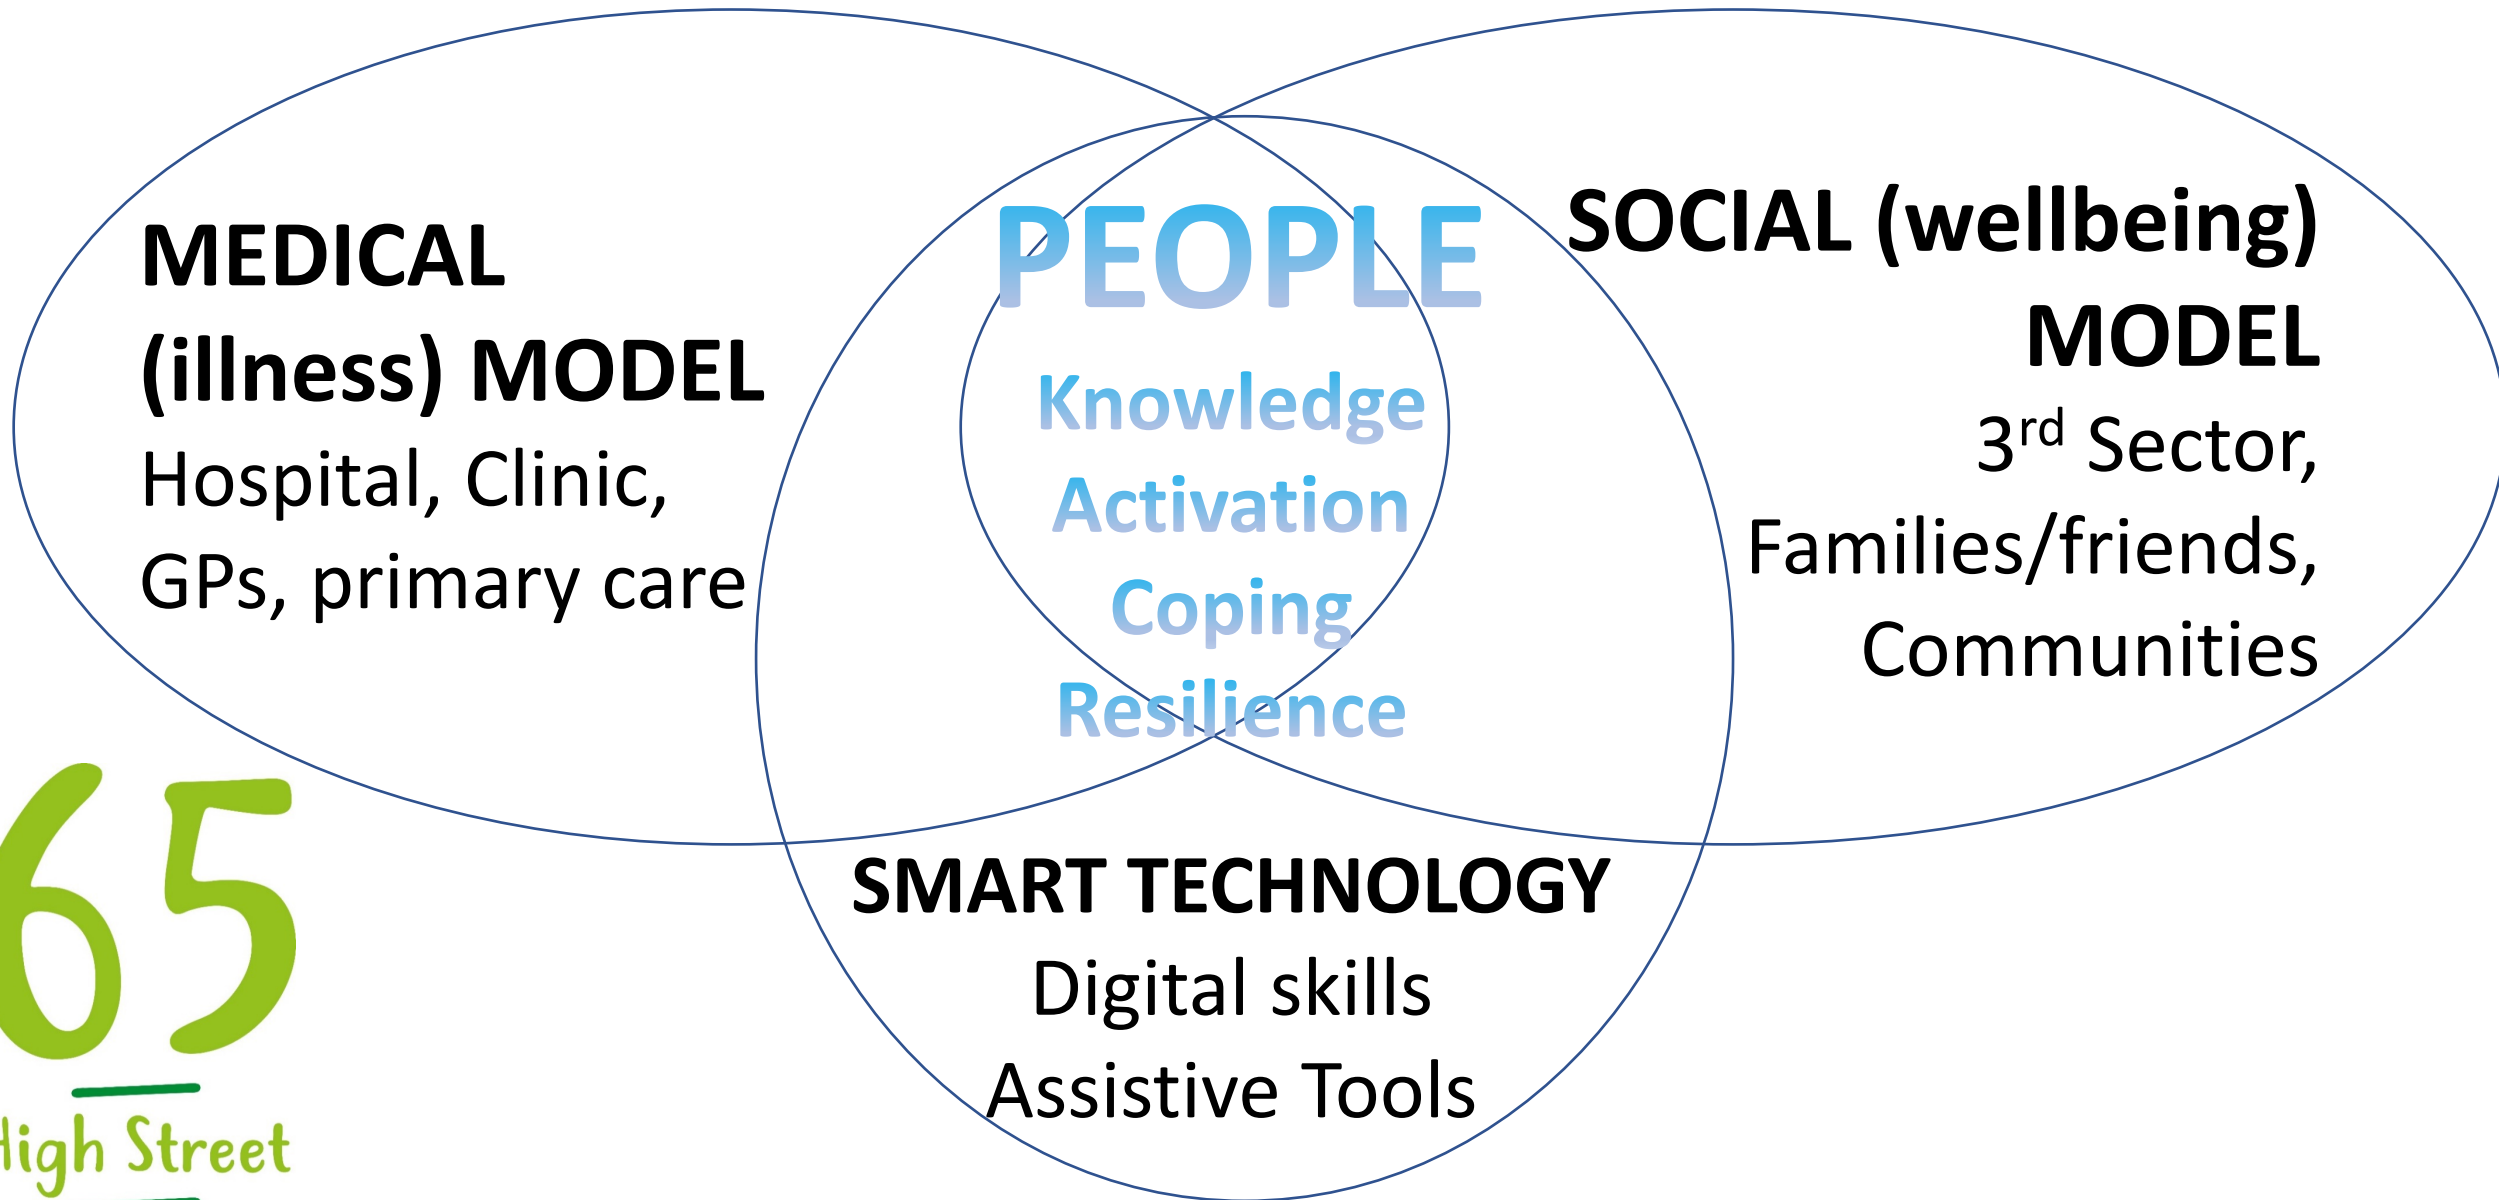 MEDICAL
(illness) MODEL
Hospital, Clinic,
GPs, primary care
PEOPLE
Knowledge
Activation
Coping
Resilience
SOCIAL (wellbeing)
MODEL
3rd Sector,
Families/friends,
Communities
SMART TECHNOLOGY
Digital skills
Assistive Tools
65
High Street